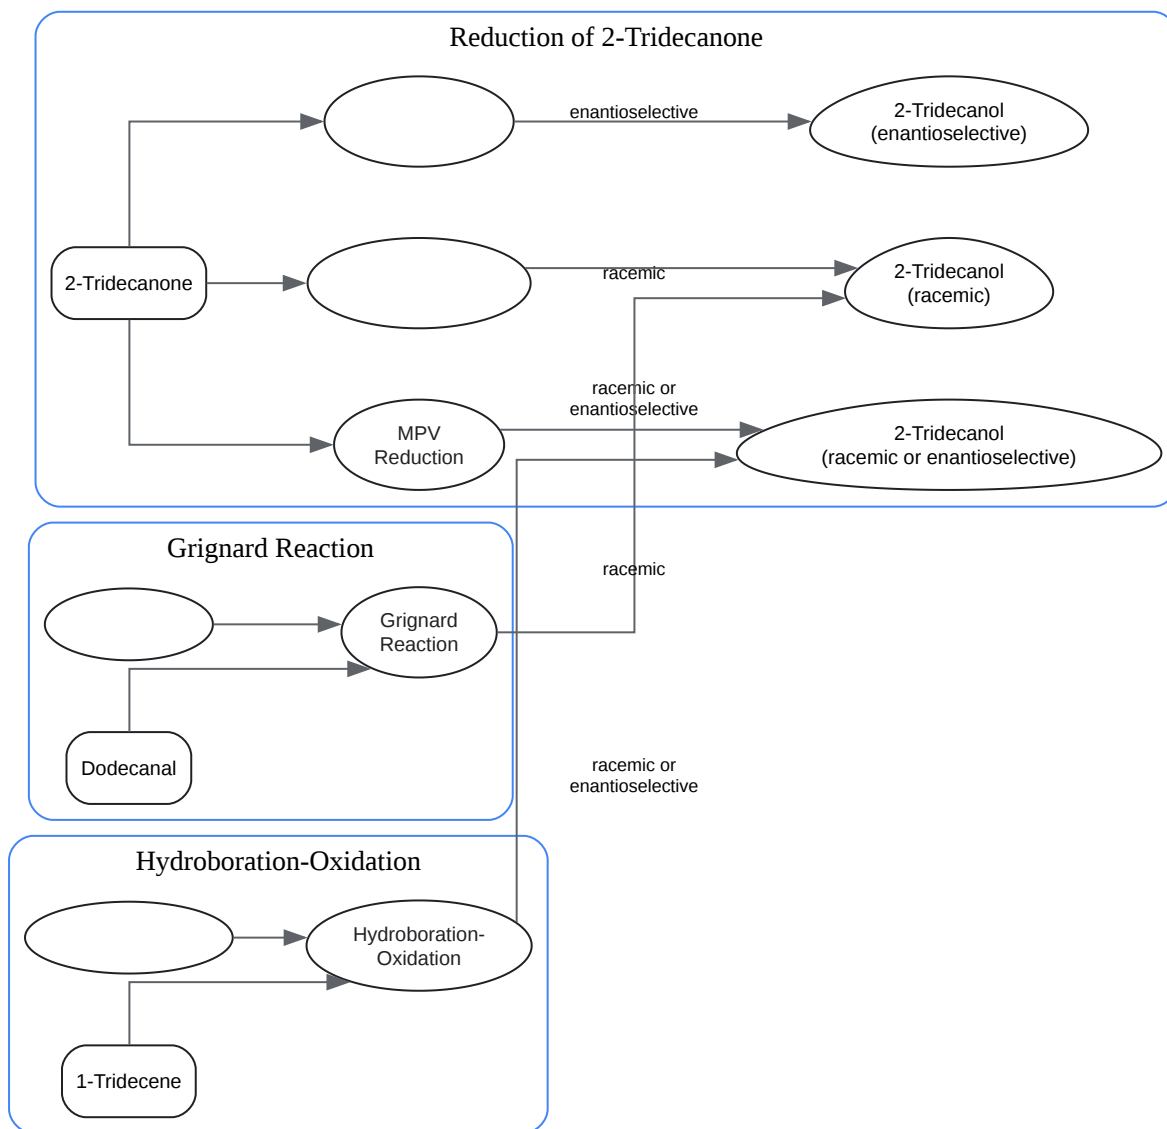 Reduction of 2-Tridecanone
enantioselective
2-Tridecanol
(enantioselective)
2-Tridecanone
racemic
2-Tridecanol
(racemic)
MPV
Reduction
racemic or
enantioselective
2-Tridecanol
(racemic or enantioselective)
Grignard Reaction
Grignard
Reaction
racemic
Dodecanal
racemic or
enantioselective
Hydroboration-Oxidation
Hydroboration-
Oxidation
1-Tridecene